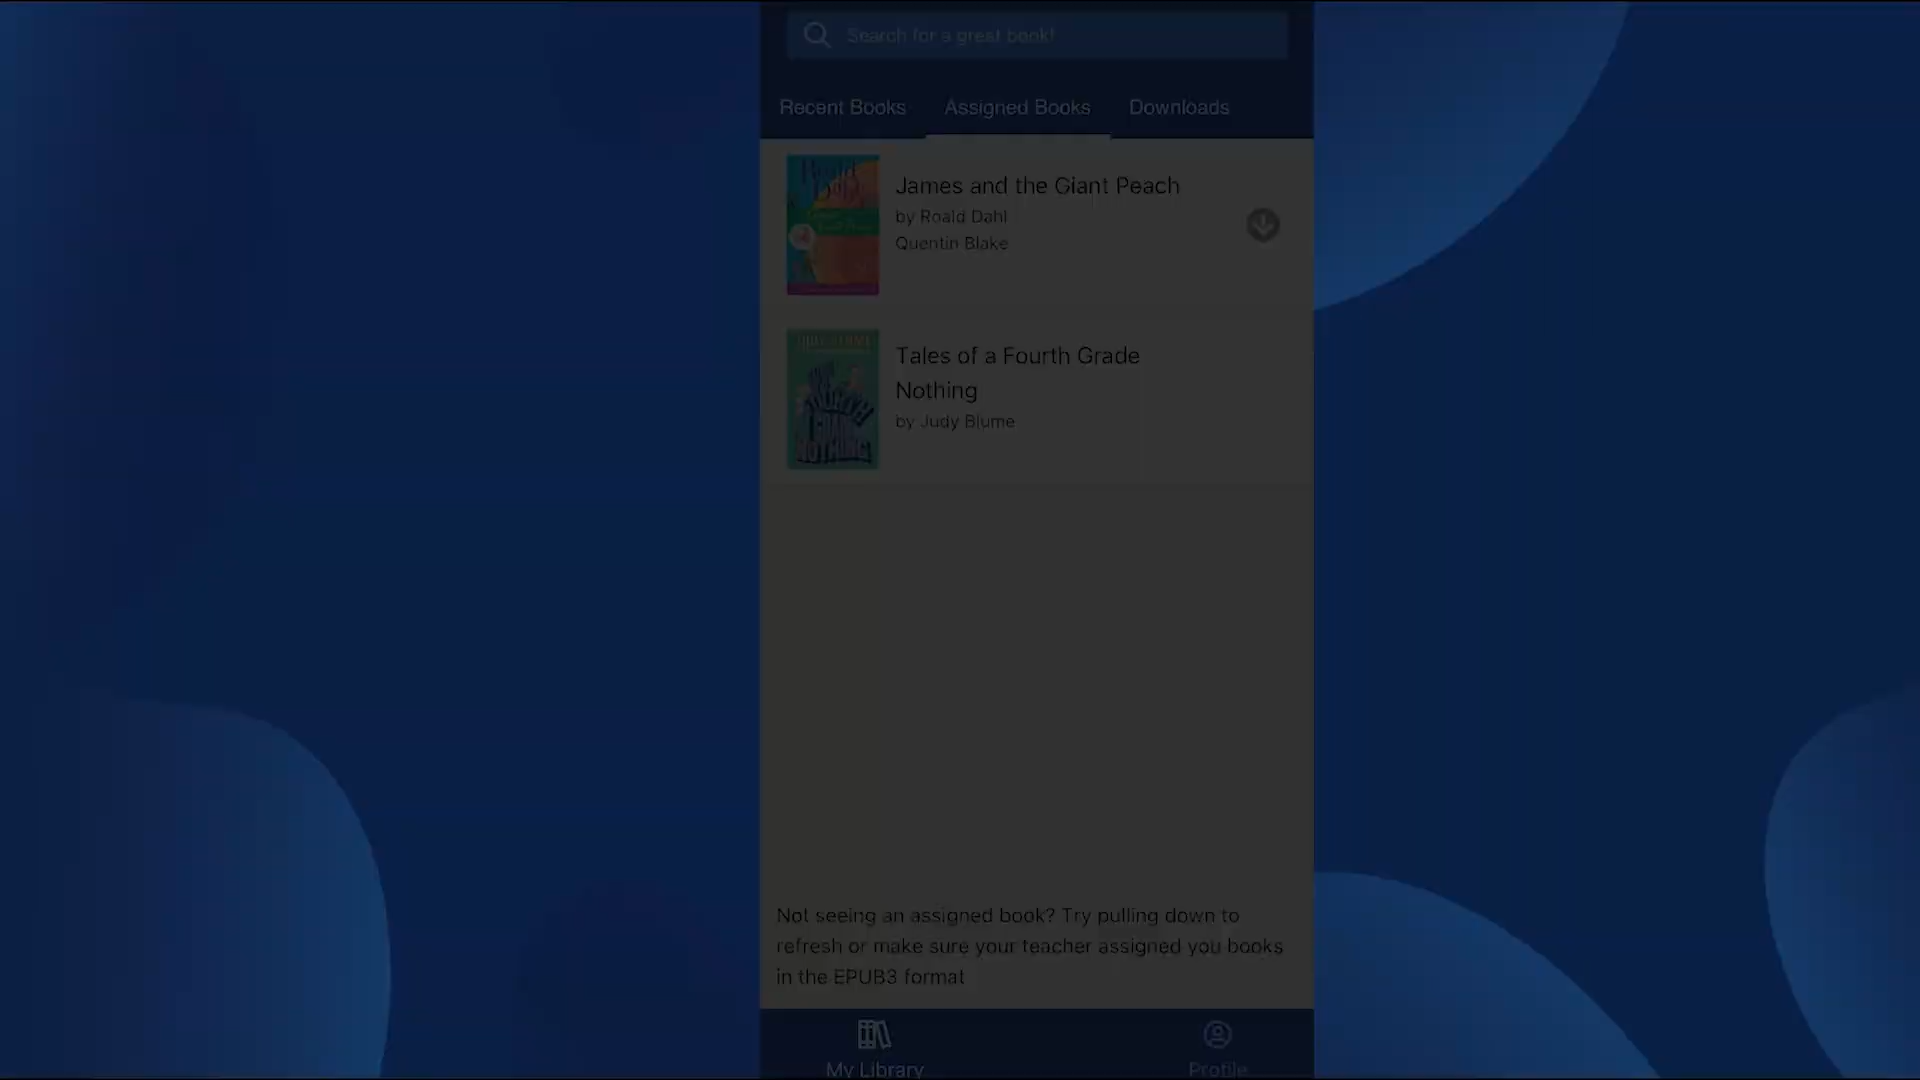 Search for a great book!
Recent Books Assigned Books Downloads
James and the Giant Peach
by Roald Dahl
Quentin Blake
Tales of a Fourth Grade
Nothing
by Judy Blume
Not seeing an assigned book? Try pulling down to
refresh or make sure your teacher assigned you books
in the EPUB3 format
My Library Profile